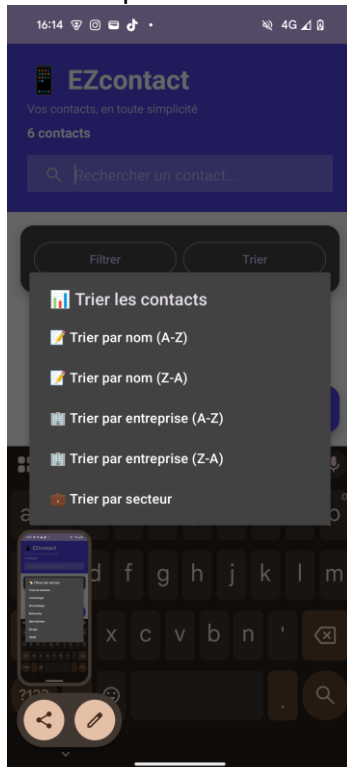 16:14
4G
EZcontact
Vos contacts, en toute simplicité
6 contacts
Rechercher un contact...
Filtrer
Trier
Trier les contacts
Trier par nom (A-Z)
Trier par nom (Z-A)
Trier par entreprise (A-Z)
Trier par entreprise (Z-A)
Trier par secteur
a
p
0
d f g h j k l m
x c v b n '
?123
.